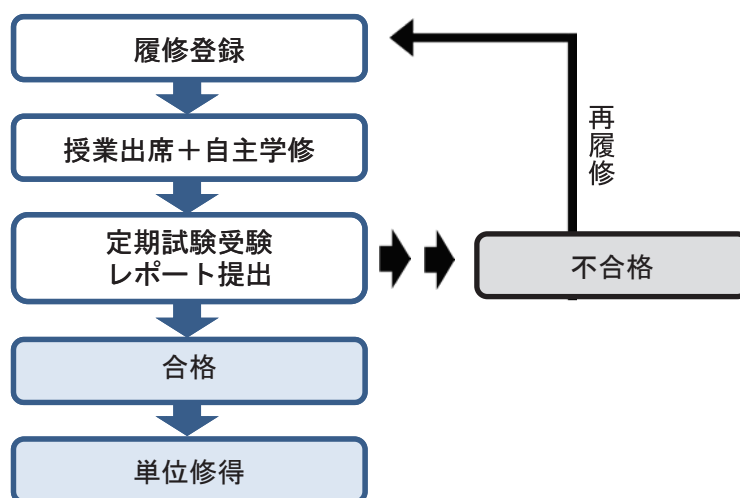 履修登録
授業出席＋自主学修
定期試験受験
レポート提出
合格
単位修得
不合格
再履修